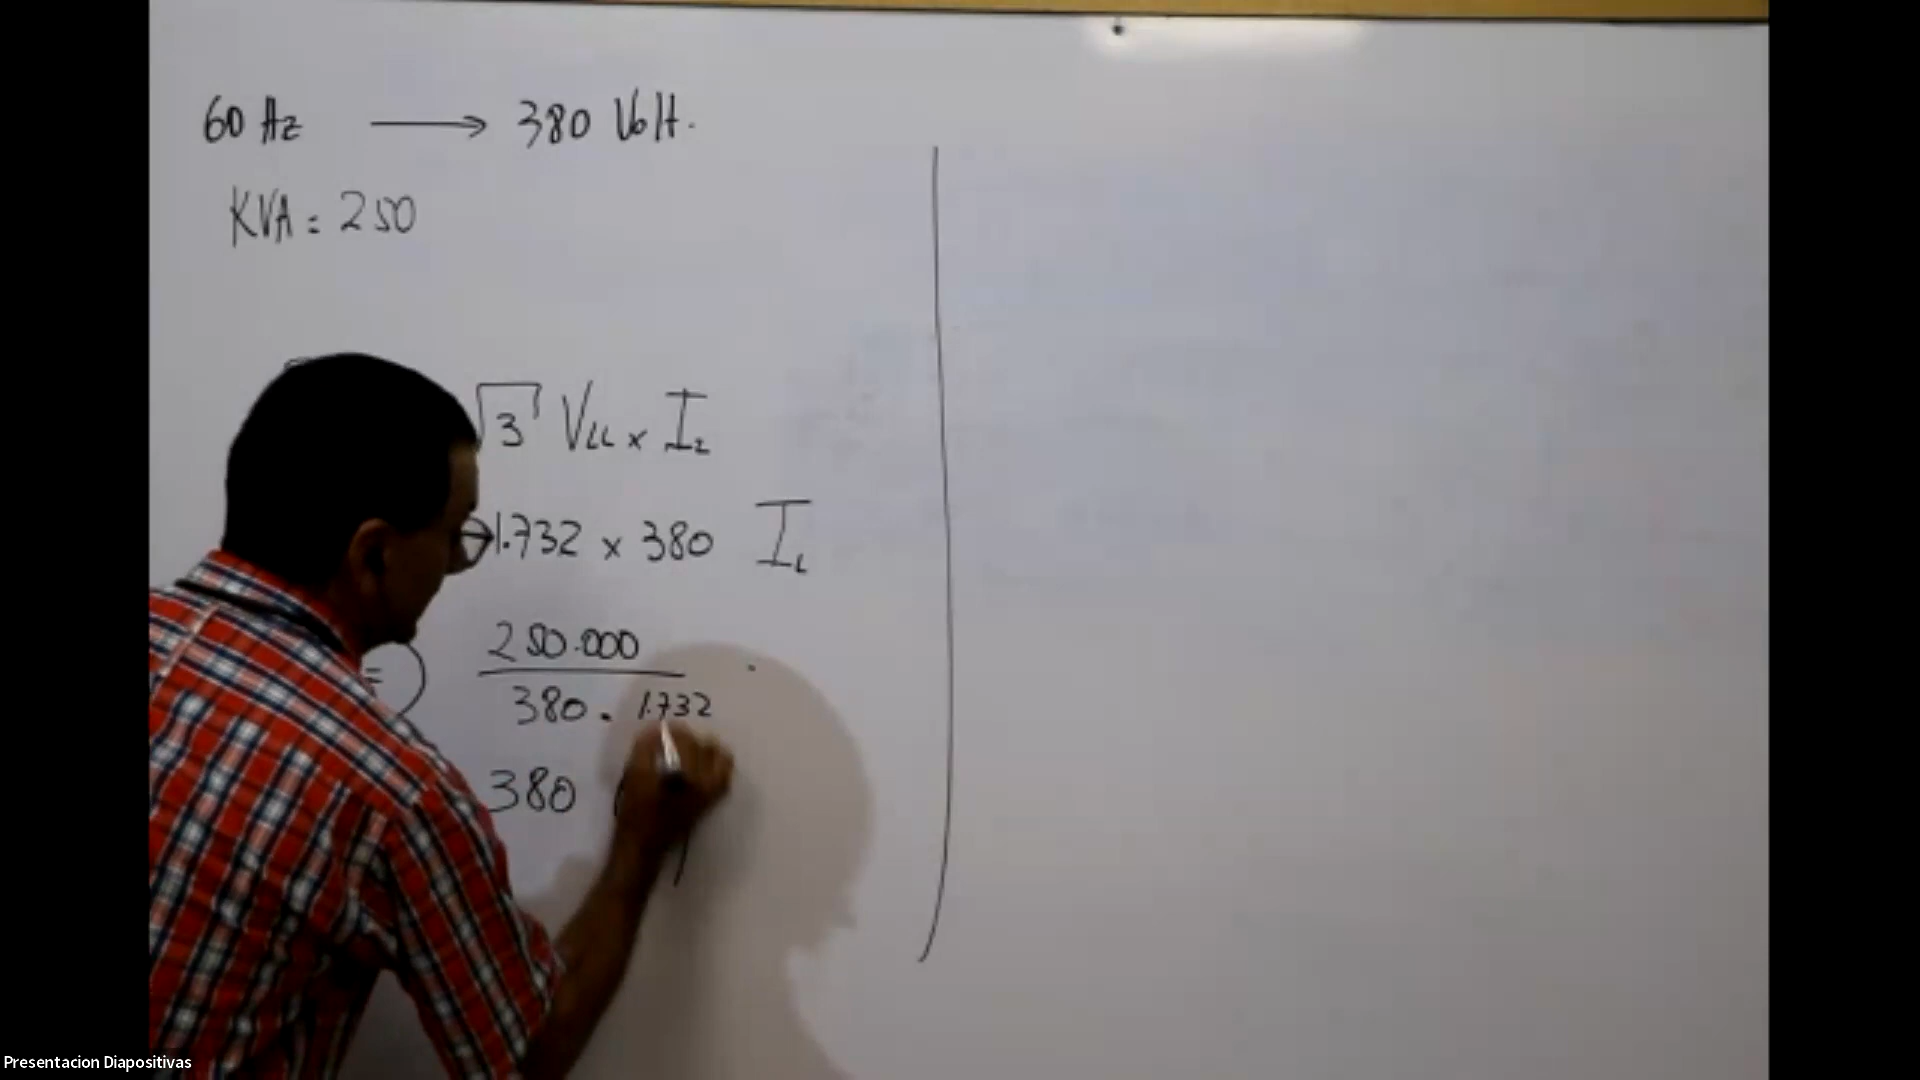 60 Hz → 380 Volt.
KVA = 250
√3 VLL x IL
1.732 x 380 IL
= 250.000
380 . 1.732
380
Presentacion Diapositivas